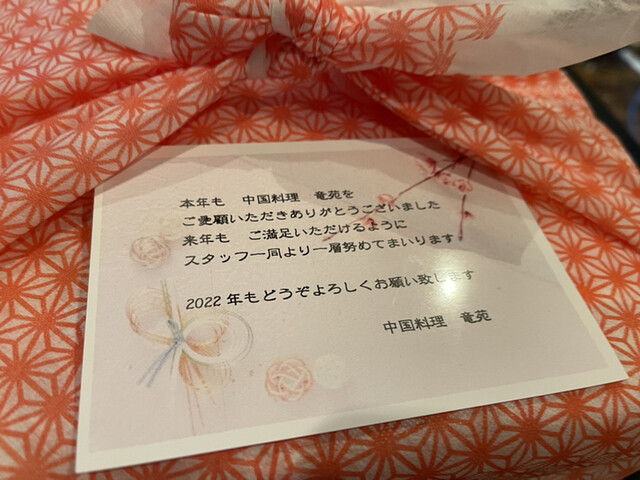 本年も　中国料理　竜苑を
ご愛顧いただきありがとうございました
来年も　ご満足いただけるように
スタッフ一同より一層努めてまいります
2022 年もどうぞよろしくお願い致します
中国料理　竜苑